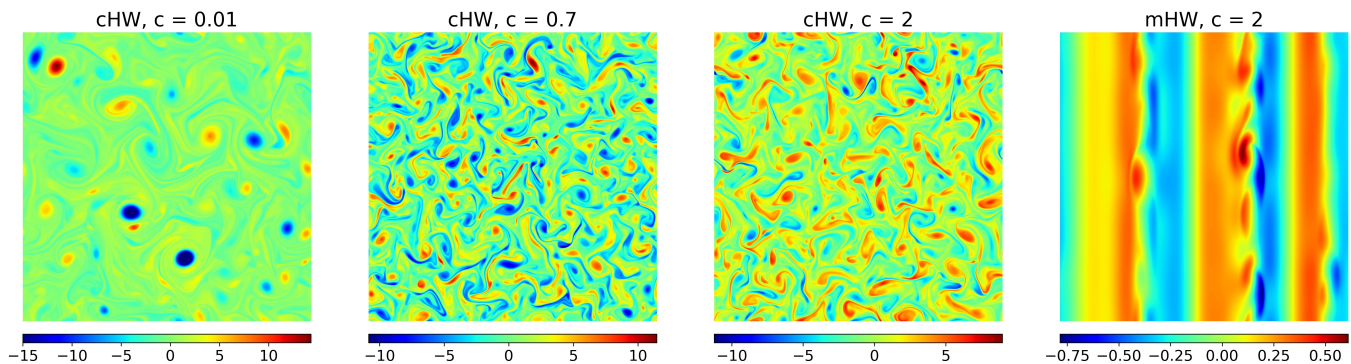 cHW, c = 0.01
cHW, c = 0.7
cHW, c = 2
mHW, c = 2
−15 −10 −5 0 5 10
−10 −5 0 5 10
−10 −5 0 5
−0.75 −0.50 −0.25 0.00 0.25 0.50